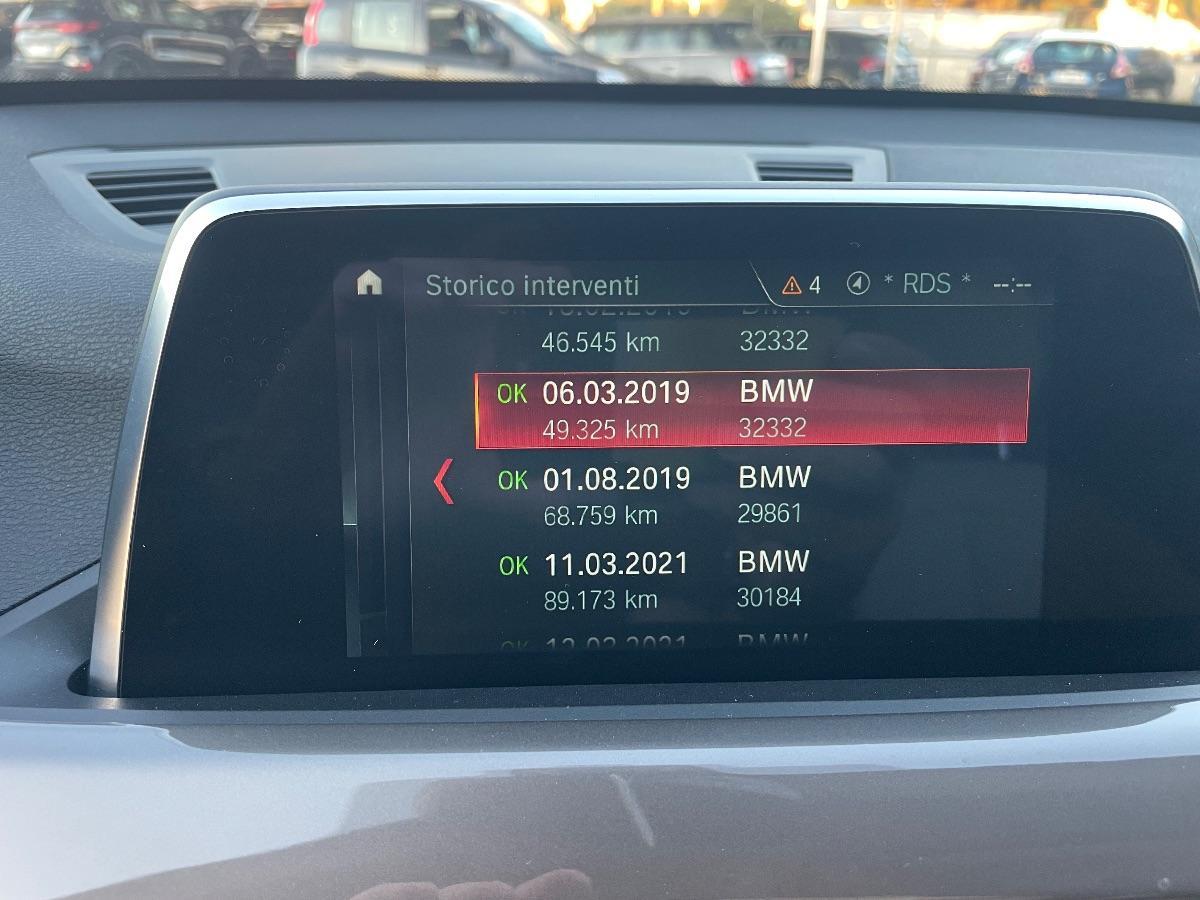 Storico interventi 4 * RDS * --:--
46.545 km 32332
OK 06.03.2019 BMW
49.325 km 32332
OK 01.08.2019 BMW
68.759 km 29861
OK 11.03.2021 BMW
89.173 km 30184
BMW